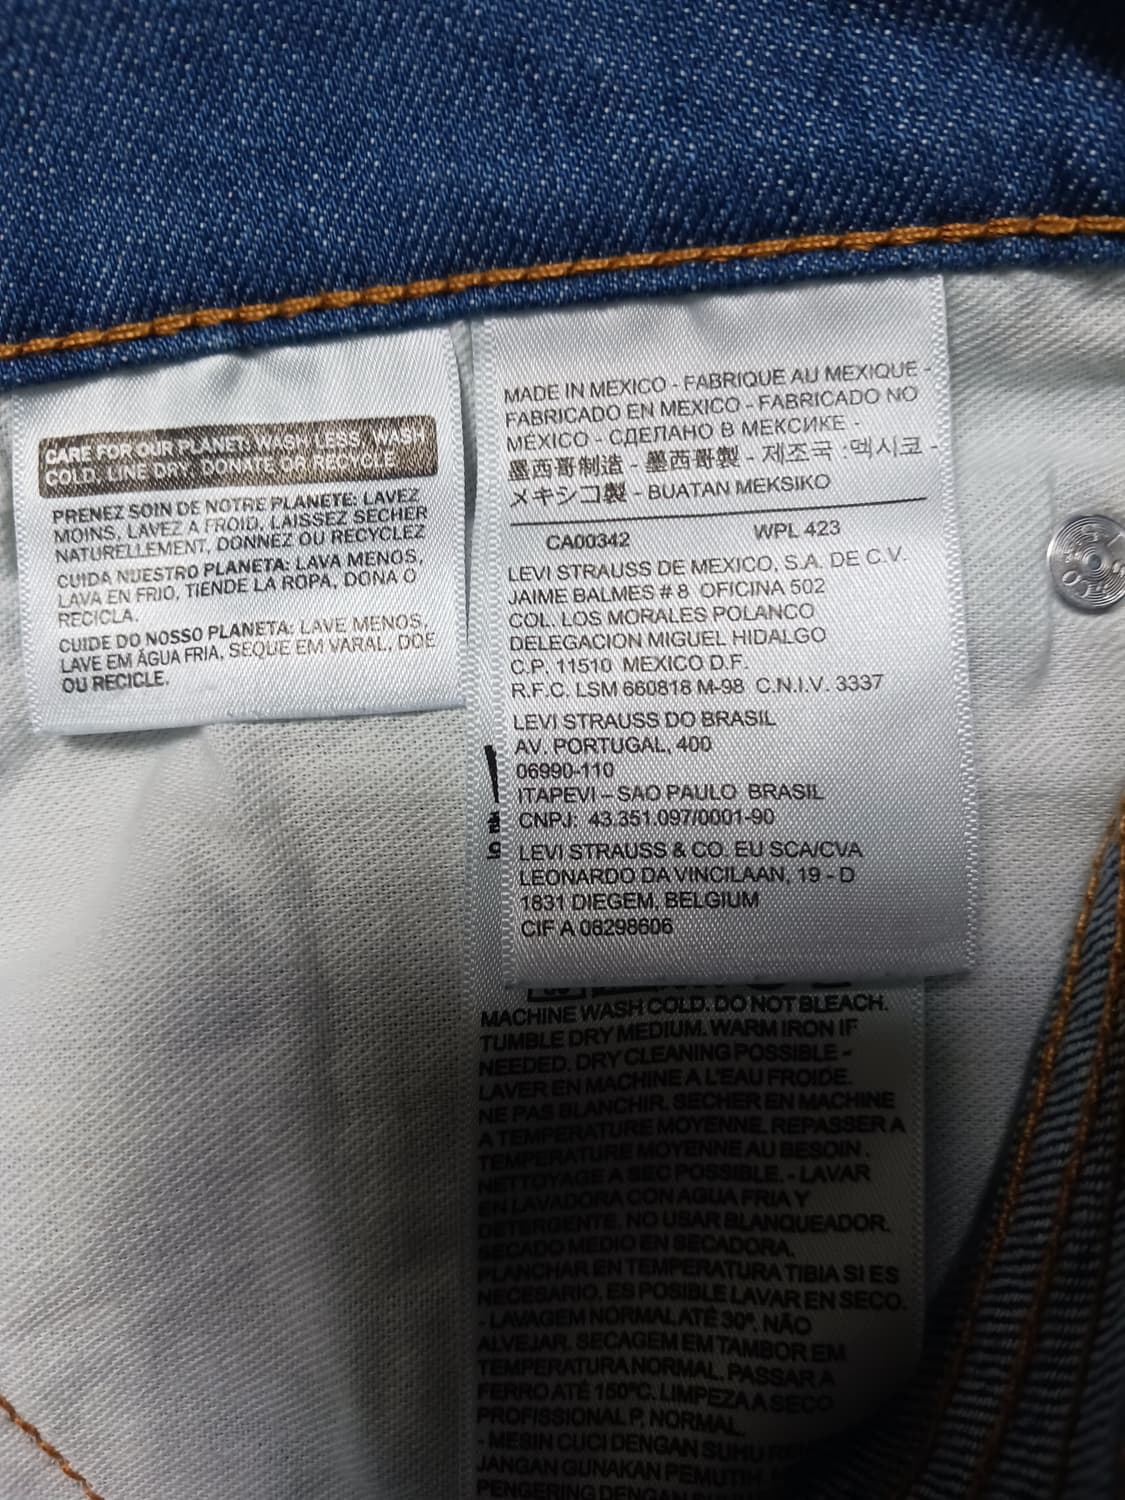 CARE FOR OUR PLANET: WASH LESS, WASH
COLD, LINE DRY, DONATE OR RECYCLE.
PRENEZ SOIN DE NOTRE PLANETE: LAVEZ
MOINS, LAVEZ A FROID, LAISSEZ SECHER
NATURELLEMENT, DONNEZ OU RECYCLEZ
CUIDA NUESTRO PLANETA: LAVA MENOS,
LAVA EN FRIO, TIENDE LA ROPA, DONA O
RECICLA.
CUIDE DO NOSSO PLANETA: LAVE MENOS,
LAVE EM ÁGUA FRIA, SEQUE EM VARAL, DOE
OU RECICLE.
MADE IN MEXICO - FABRIQUE AU MEXIQUE -
FABRICADO EN MEXICO - FABRICADO NO
MÉXICO - СДЕЛАНО В МЕКСИКЕ -
墨西哥制造 - 墨西哥製 - 제조국 :멕시코 -
メキシコ製 - BUATAN MEKSIKO
CA00342 WPL 423
LEVI STRAUSS DE MEXICO, S.A. DE C.V.
JAIME BALMES # 8 OFICINA 502
COL. LOS MORALES POLANCO
DELEGACION MIGUEL HIDALGO
C.P. 11510 MEXICO D.F.
R.F.C. LSM 660818 M-98 C.N.I.V. 3337
LEVI STRAUSS DO BRASIL
AV. PORTUGAL, 400
06990-110
ITAPEVI – SAO PAULO BRASIL
CNPJ: 43.351.097/0001-90
LEVI STRAUSS & CO. EU SCA/CVA
LEONARDO DA VINCILAAN, 19 - D
1831 DIEGEM, BELGIUM
CIF A 08298606
MACHINE WASH COLD. DO NOT BLEACH.
TUMBLE DRY MEDIUM. WARM IRON IF
NEEDED. DRY CLEANING POSSIBLE -
LAVER EN MACHINE A L'EAU FROIDE.
NE PAS BLANCHIR. SECHER EN MACHINE
A TEMPERATURE MOYENNE. REPASSER A
TEMPERATURE MOYENNE AU BESOIN.
NETTOYAGE A SEC POSSIBLE. - LAVAR
EN LAVADORA CON AGUA FRIA Y
DETERGENTE. NO USAR BLANQUEADOR.
SECADO MEDIO EN SECADORA.
PLANCHAR EN TEMPERATURA TIBIA SI ES
NECESARIO. ES POSIBLE LAVAR EN SECO.
- LAVAGEM NORMAL ATÉ 30º. NÃO
ALVEJAR. SECAGEM EM TAMBOR EM
TEMPERATURA NORMAL. PASSAR A
FERRO ATÉ 150ºC. LIMPEZA A SECO
PROFISSIONAL P, NORMAL.
- MESIN CUCI DENGAN SUHU
JANGAN GUNAKAN PEMUTIH
PENGERING DENGAN